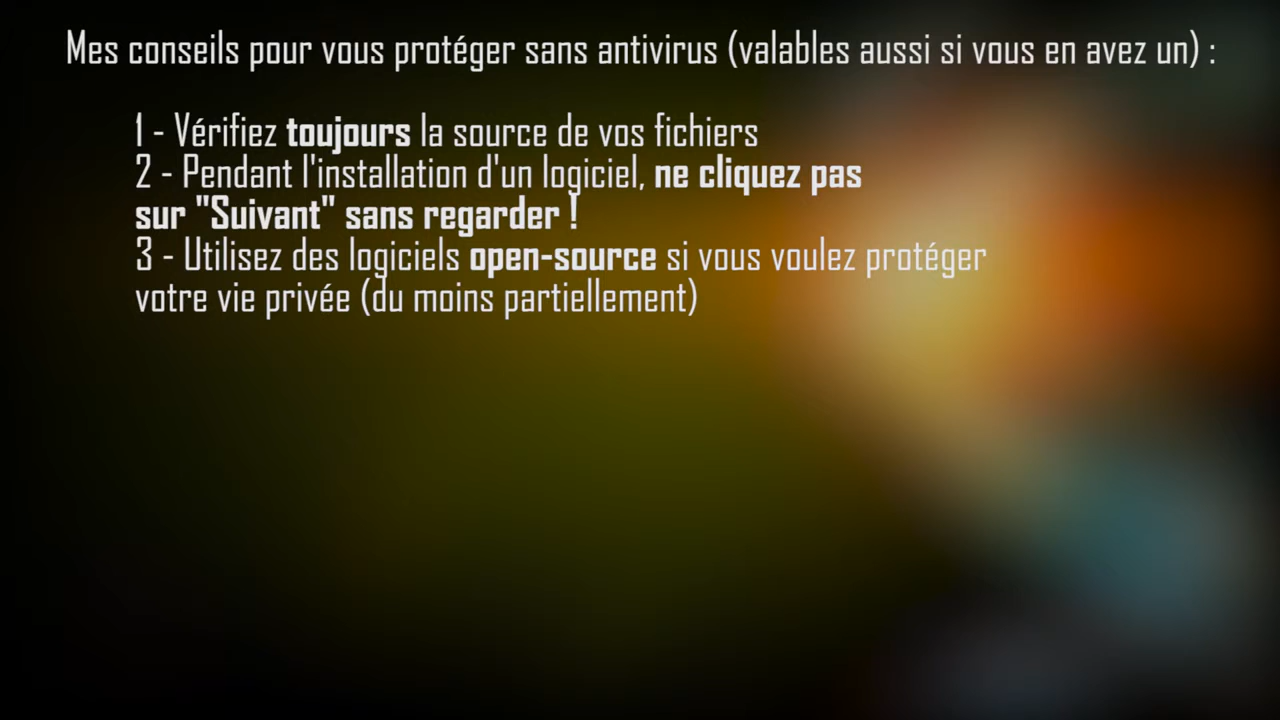 Mes conseils pour vous protéger sans antivirus (valables aussi si vous en avez un) :
1 - Vérifiez toujours la source de vos fichiers
2 - Pendant l'installation d'un logiciel, ne cliquez pas
sur "Suivant" sans regarder !
3 - Utilisez des logiciels open-source si vous voulez protéger
votre vie privée (du moins partiellement)